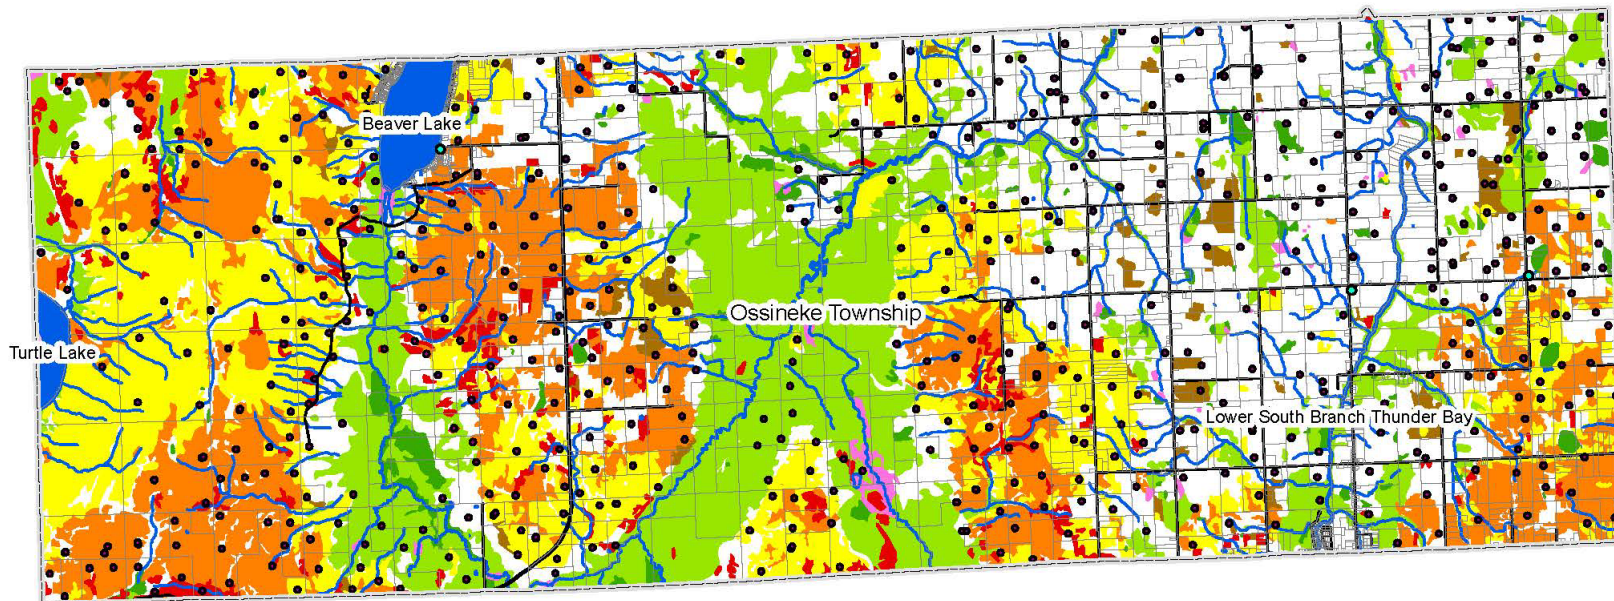 Beaver Lake
Ossineke Township
Turtle Lake
Lower South Branch Thunder Bay